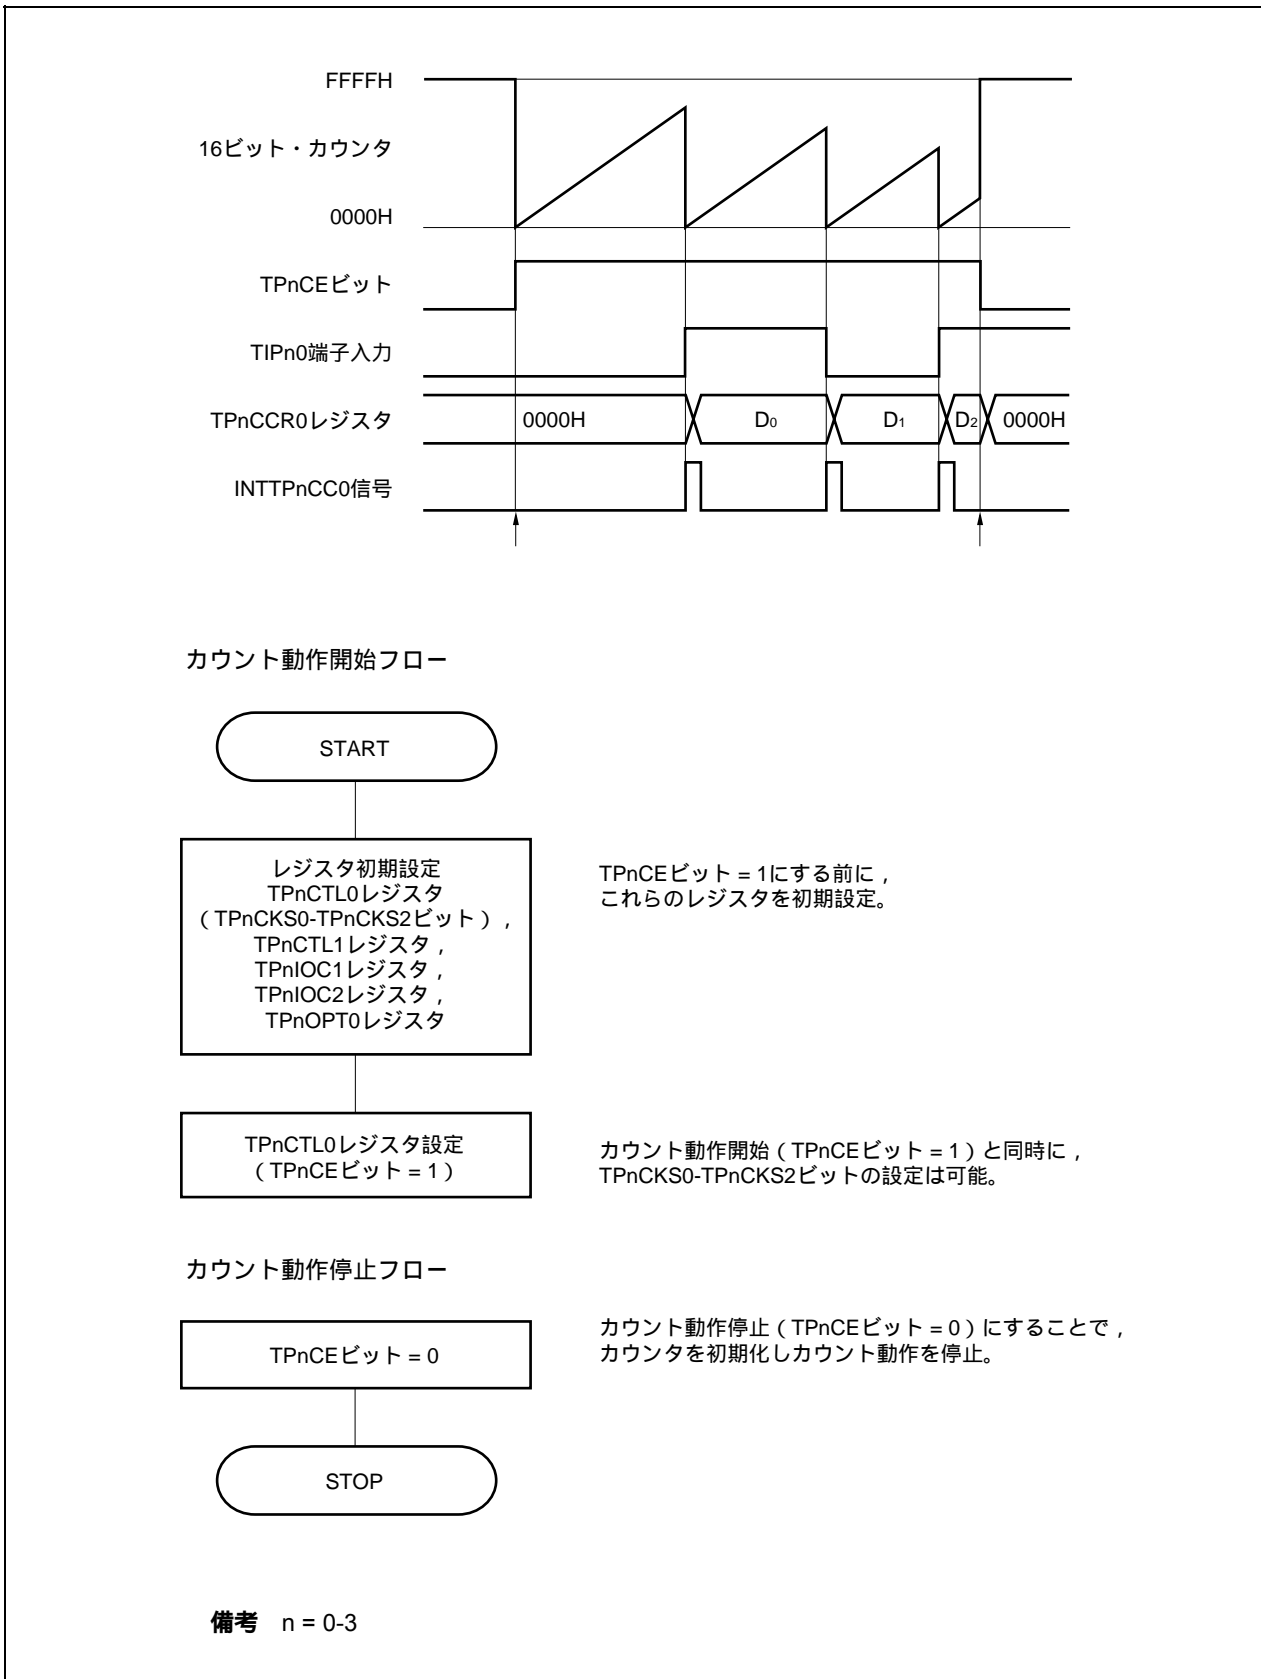 FFFFH
16ビット・カウンタ
0000H
TPnCEビット
TIPn0端子入力
TPnCCR0レジスタ
0000H
D0
D1
D2
0000H
INTTPnCC0信号
カウント動作開始フロー
START
レジスタ初期設定
TPnCTL0レジスタ
（TPnCKS0-TPnCKS2ビット），
TPnCTL1レジスタ，
TPnIOC1レジスタ，
TPnIOC2レジスタ，
TPnOPT0レジスタ
TPnCEビット = 1にする前に，
これらのレジスタを初期設定。
TPnCTL0レジスタ設定
（TPnCEビット = 1）
カウント動作開始（TPnCEビット = 1）と同時に，
TPnCKS0-TPnCKS2ビットの設定は可能。
カウント動作停止フロー
TPnCEビット = 0
カウント動作停止（TPnCEビット = 0）にすることで，
カウンタを初期化しカウント動作を停止。
STOP
備考 n = 0-3